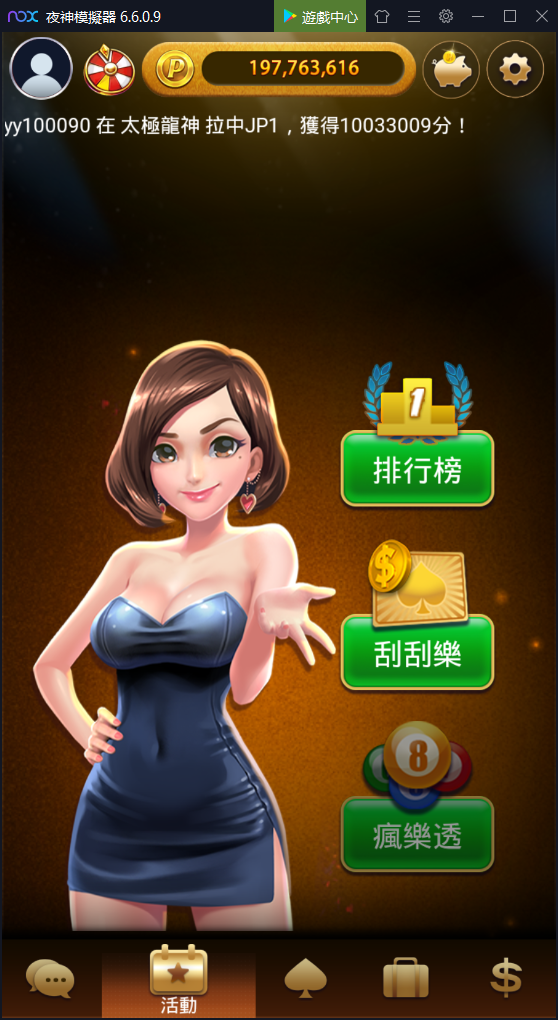 nox 夜神模擬器 6.6.0.9 遊戲中心
P 197,763,616
yy100090 在 太極龍神 拉中JP1，獲得10033009分！
1
排行榜
$
刮刮樂
8
瘋樂透
活動
$